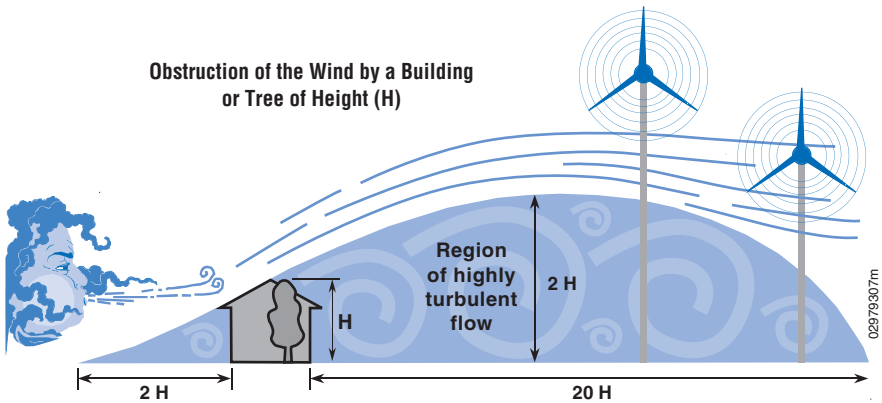 Obstruction of the Wind by a Building
or Tree of Height (H)
Region
of highly
turbulent
flow
2 H
H
2 H
20 H
02979307m